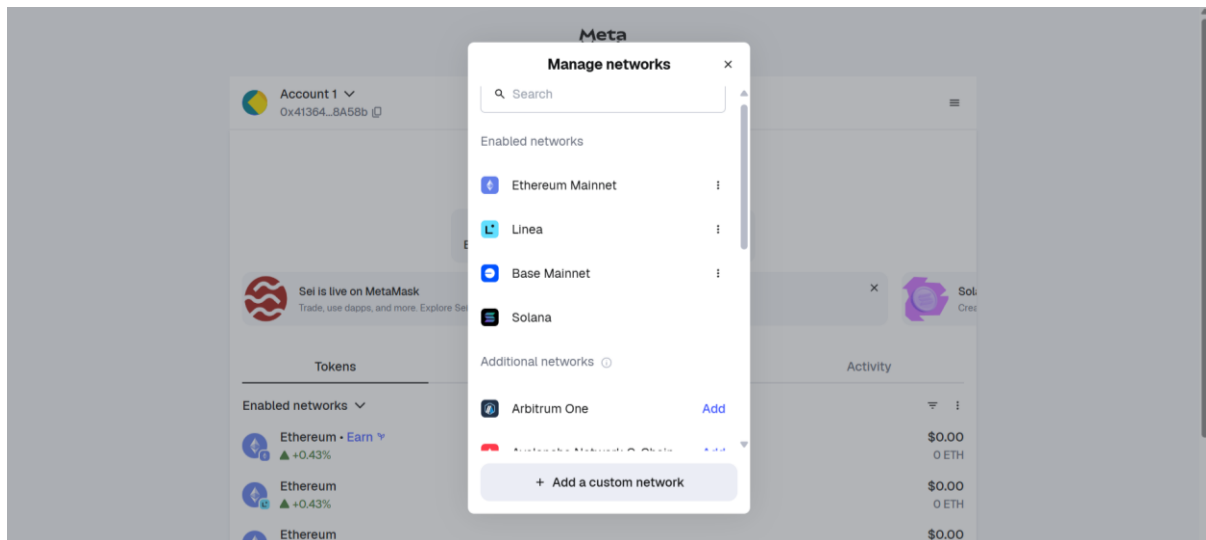 Meta
Manage networks
Account 1
0x41364...8A58b
Search
Enabled networks
Ethereum Mainnet
Linea
Base Mainnet
Solana
Sei is live on MetaMask
Trade, use dapps, and more. Explore Sei
Additional networks
Arbitrum One
Add
Add
+ Add a custom network
Tokens
Activity
Enabled networks
Ethereum • Earn
+0.43%
$0.00
0 ETH
Ethereum
+0.43%
$0.00
0 ETH
Ethereum
$0.00